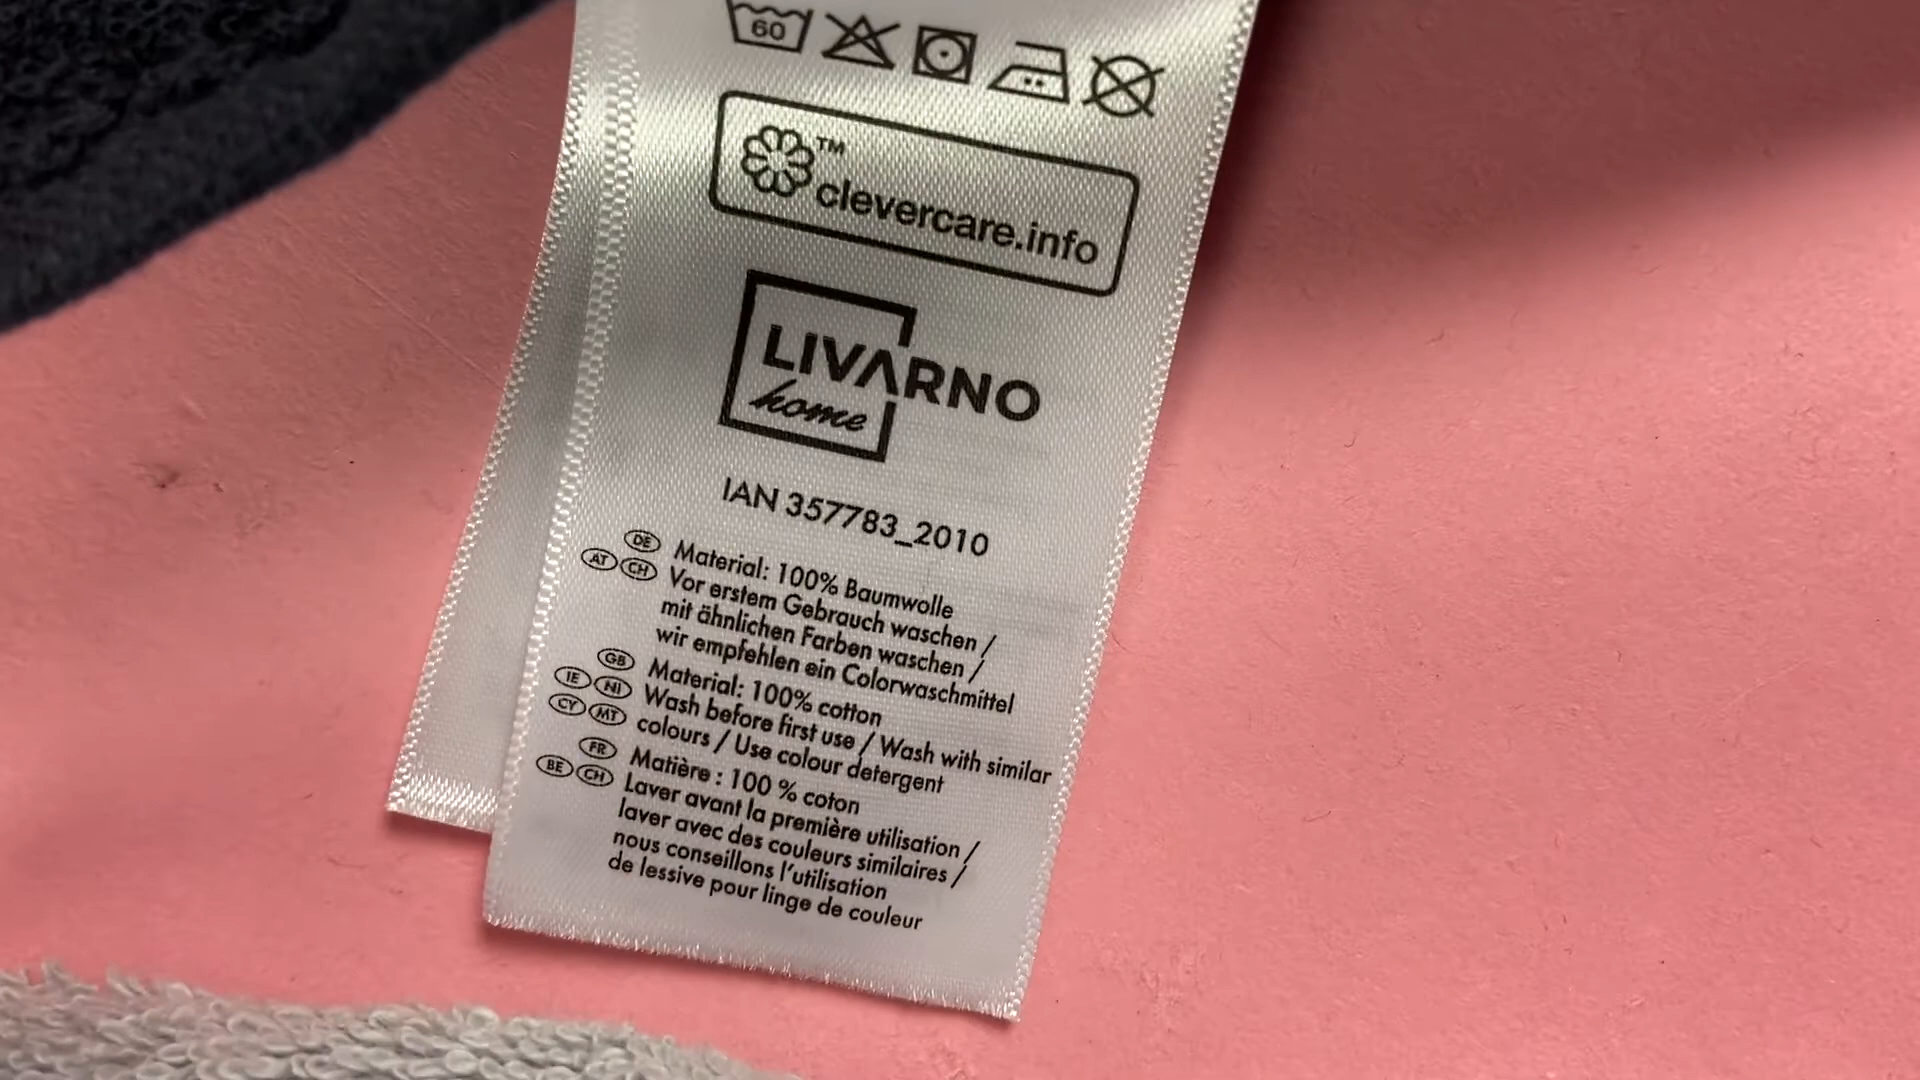 60
™
clevercare.info
LIVARNO
home
IAN 357783_2010
DE Material: 100% Baumwolle
AT CH Vor erstem Gebrauch waschen /
mit ähnlichen Farben waschen /
wir empfehlen ein Colorwaschmittel
GB Material: 100% cotton
IE NI Wash before first use / Wash with similar
CY MT colours / Use colour detergent
FR Matière : 100 % coton
BE CH Laver avant la première utilisation /
laver avec des couleurs similaires /
nous conseillons l'utilisation
de lessive pour linge de couleur